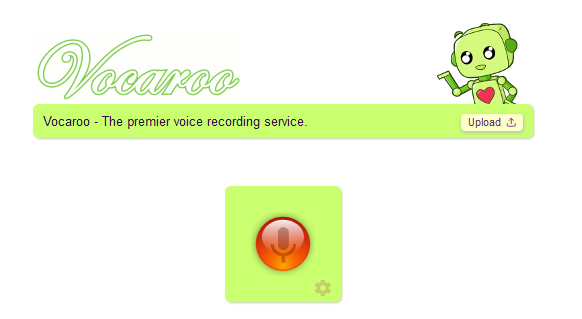 Vocaroo
Vocaroo - The premier voice recording service.
Upload